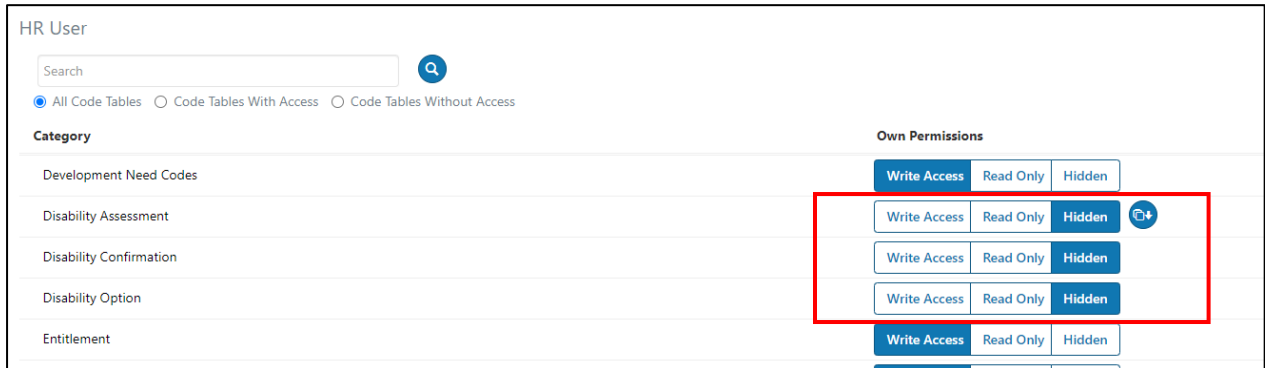 HR User
Search
All Code Tables Code Tables With Access Code Tables Without Access
Category Own Permissions
Development Need Codes Write Access Read Only Hidden
Disability Assessment Write Access Read Only Hidden
Disability Confirmation Write Access Read Only Hidden
Disability Option Write Access Read Only Hidden
Entitlement Write Access Read Only Hidden